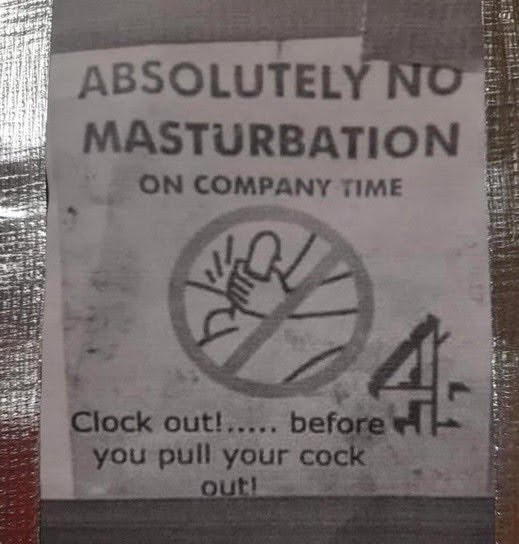 ABSOLUTELY NO
MASTURBATION
ON COMPANY TIME
Clock out!..... before
you pull your cock
out!